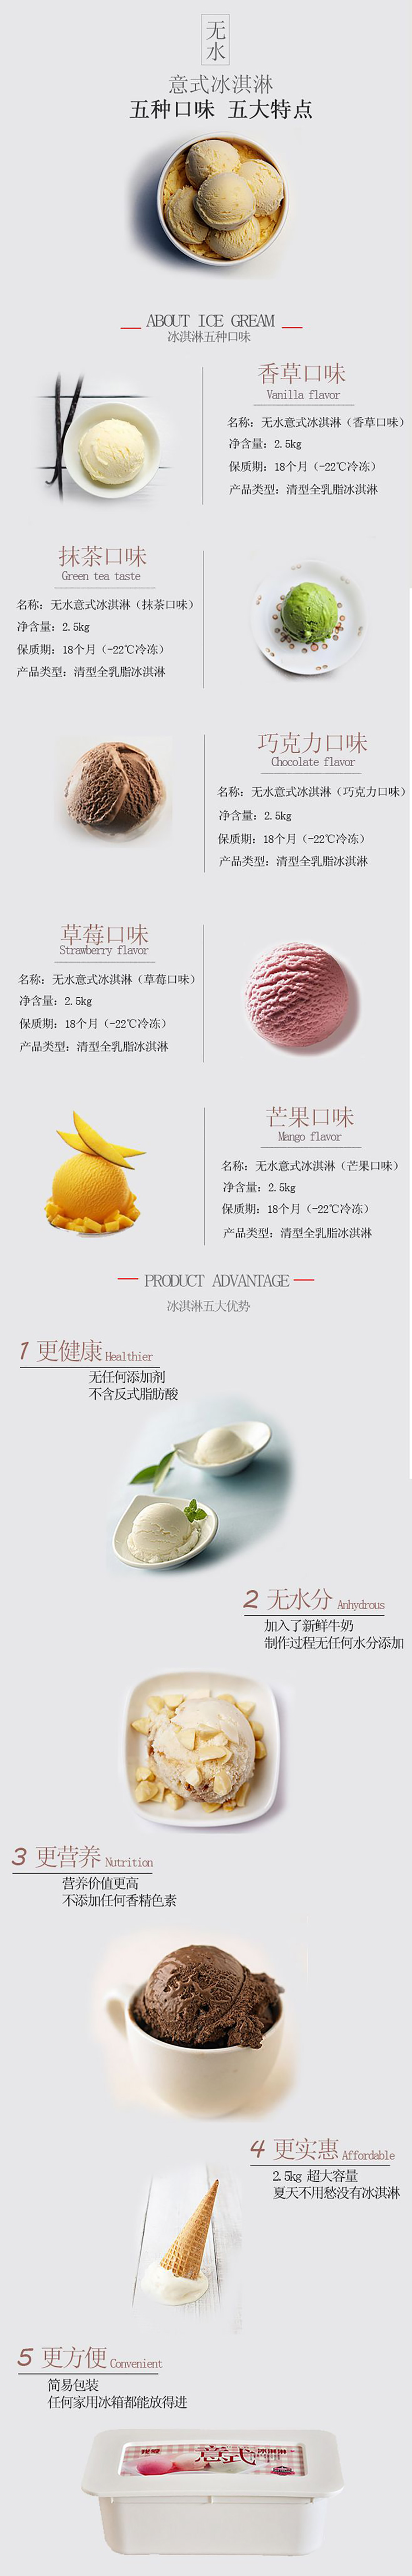 无
水
意式冰淇淋
五种口味 五大特点
ABOUT ICE GREAM
冰淇淋五种口味
香草口味
Vanilla flavor
名称：无水意式冰淇淋（香草口味）
净含量：2.5kg
保质期：18个月（-22℃冷冻）
产品类型：清型全乳脂冰淇淋
抹茶口味
Green tea taste
名称：无水意式冰淇淋（抹茶口味）
净含量：2.5kg
保质期：18个月（-22℃冷冻）
产品类型：清型全乳脂冰淇淋
巧克力口味
Chocolate flavor
名称：无水意式冰淇淋（巧克力口味）
净含量：2.5kg
保质期：18个月（-22℃冷冻）
产品类型：清型全乳脂冰淇淋
草莓口味
Strawberry flavor
名称：无水意式冰淇淋（草莓口味）
净含量：2.5kg
保质期：18个月（-22℃冷冻）
产品类型：清型全乳脂冰淇淋
芒果口味
Mango flavor
名称：无水意式冰淇淋（芒果口味）
净含量：2.5kg
保质期：18个月（-22℃冷冻）
产品类型：清型全乳脂冰淇淋
PRODUCT ADVANTAGE
冰淇淋五大优势
1 更健康 Healthier
无任何添加剂
不含反式脂肪酸
2 无水分 Anhydrous
加入了新鲜牛奶
制作过程无任何水分添加
3 更营养 Nutrition
营养价值更高
不添加任何香精色素
4 更实惠 Affordable
2.5kg 超大容量
夏天不用愁没有冰淇淋
5 更方便 Convenient
简易包装
任何家用冰箱都能放得进
意式冰淇淋